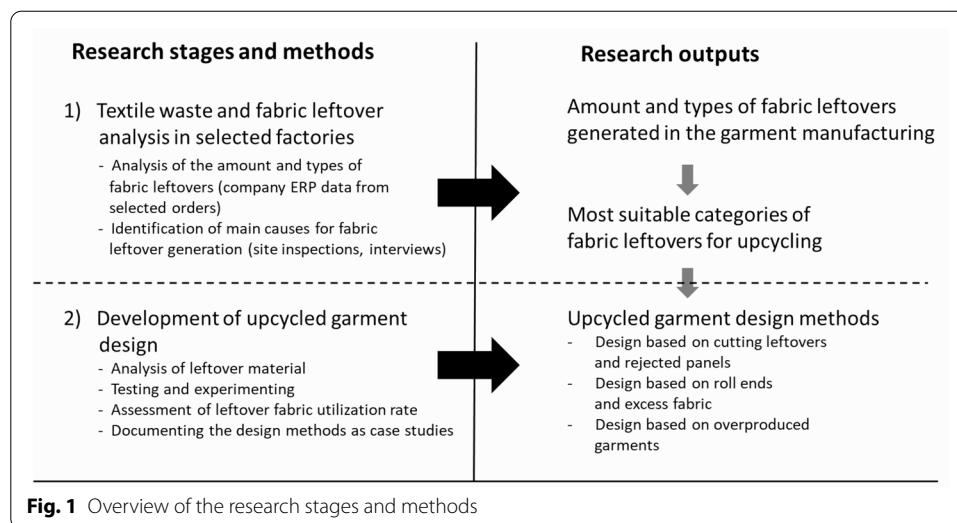 Research stages and methods
1) Textile waste and fabric leftover
analysis in selected factories
- Analysis of the amount and types of
fabric leftovers (company ERP data from
selected orders)
- Identification of main causes for fabric
leftover generation (site inspections, interviews)
Research outputs
Amount and types of fabric leftovers
generated in the garment manufacturing
Most suitable categories of
fabric leftovers for upcycling
2) Development of upcycled garment
design
- Analysis of leftover material
- Testing and experimenting
- Assessment of leftover fabric utilization rate
- Documenting the design methods as case studies
Upcycled garment design methods
- Design based on cutting leftovers
and rejected panels
- Design based on roll ends
and excess fabric
- Design based on overproduced
garments
Fig. 1 Overview of the research stages and methods